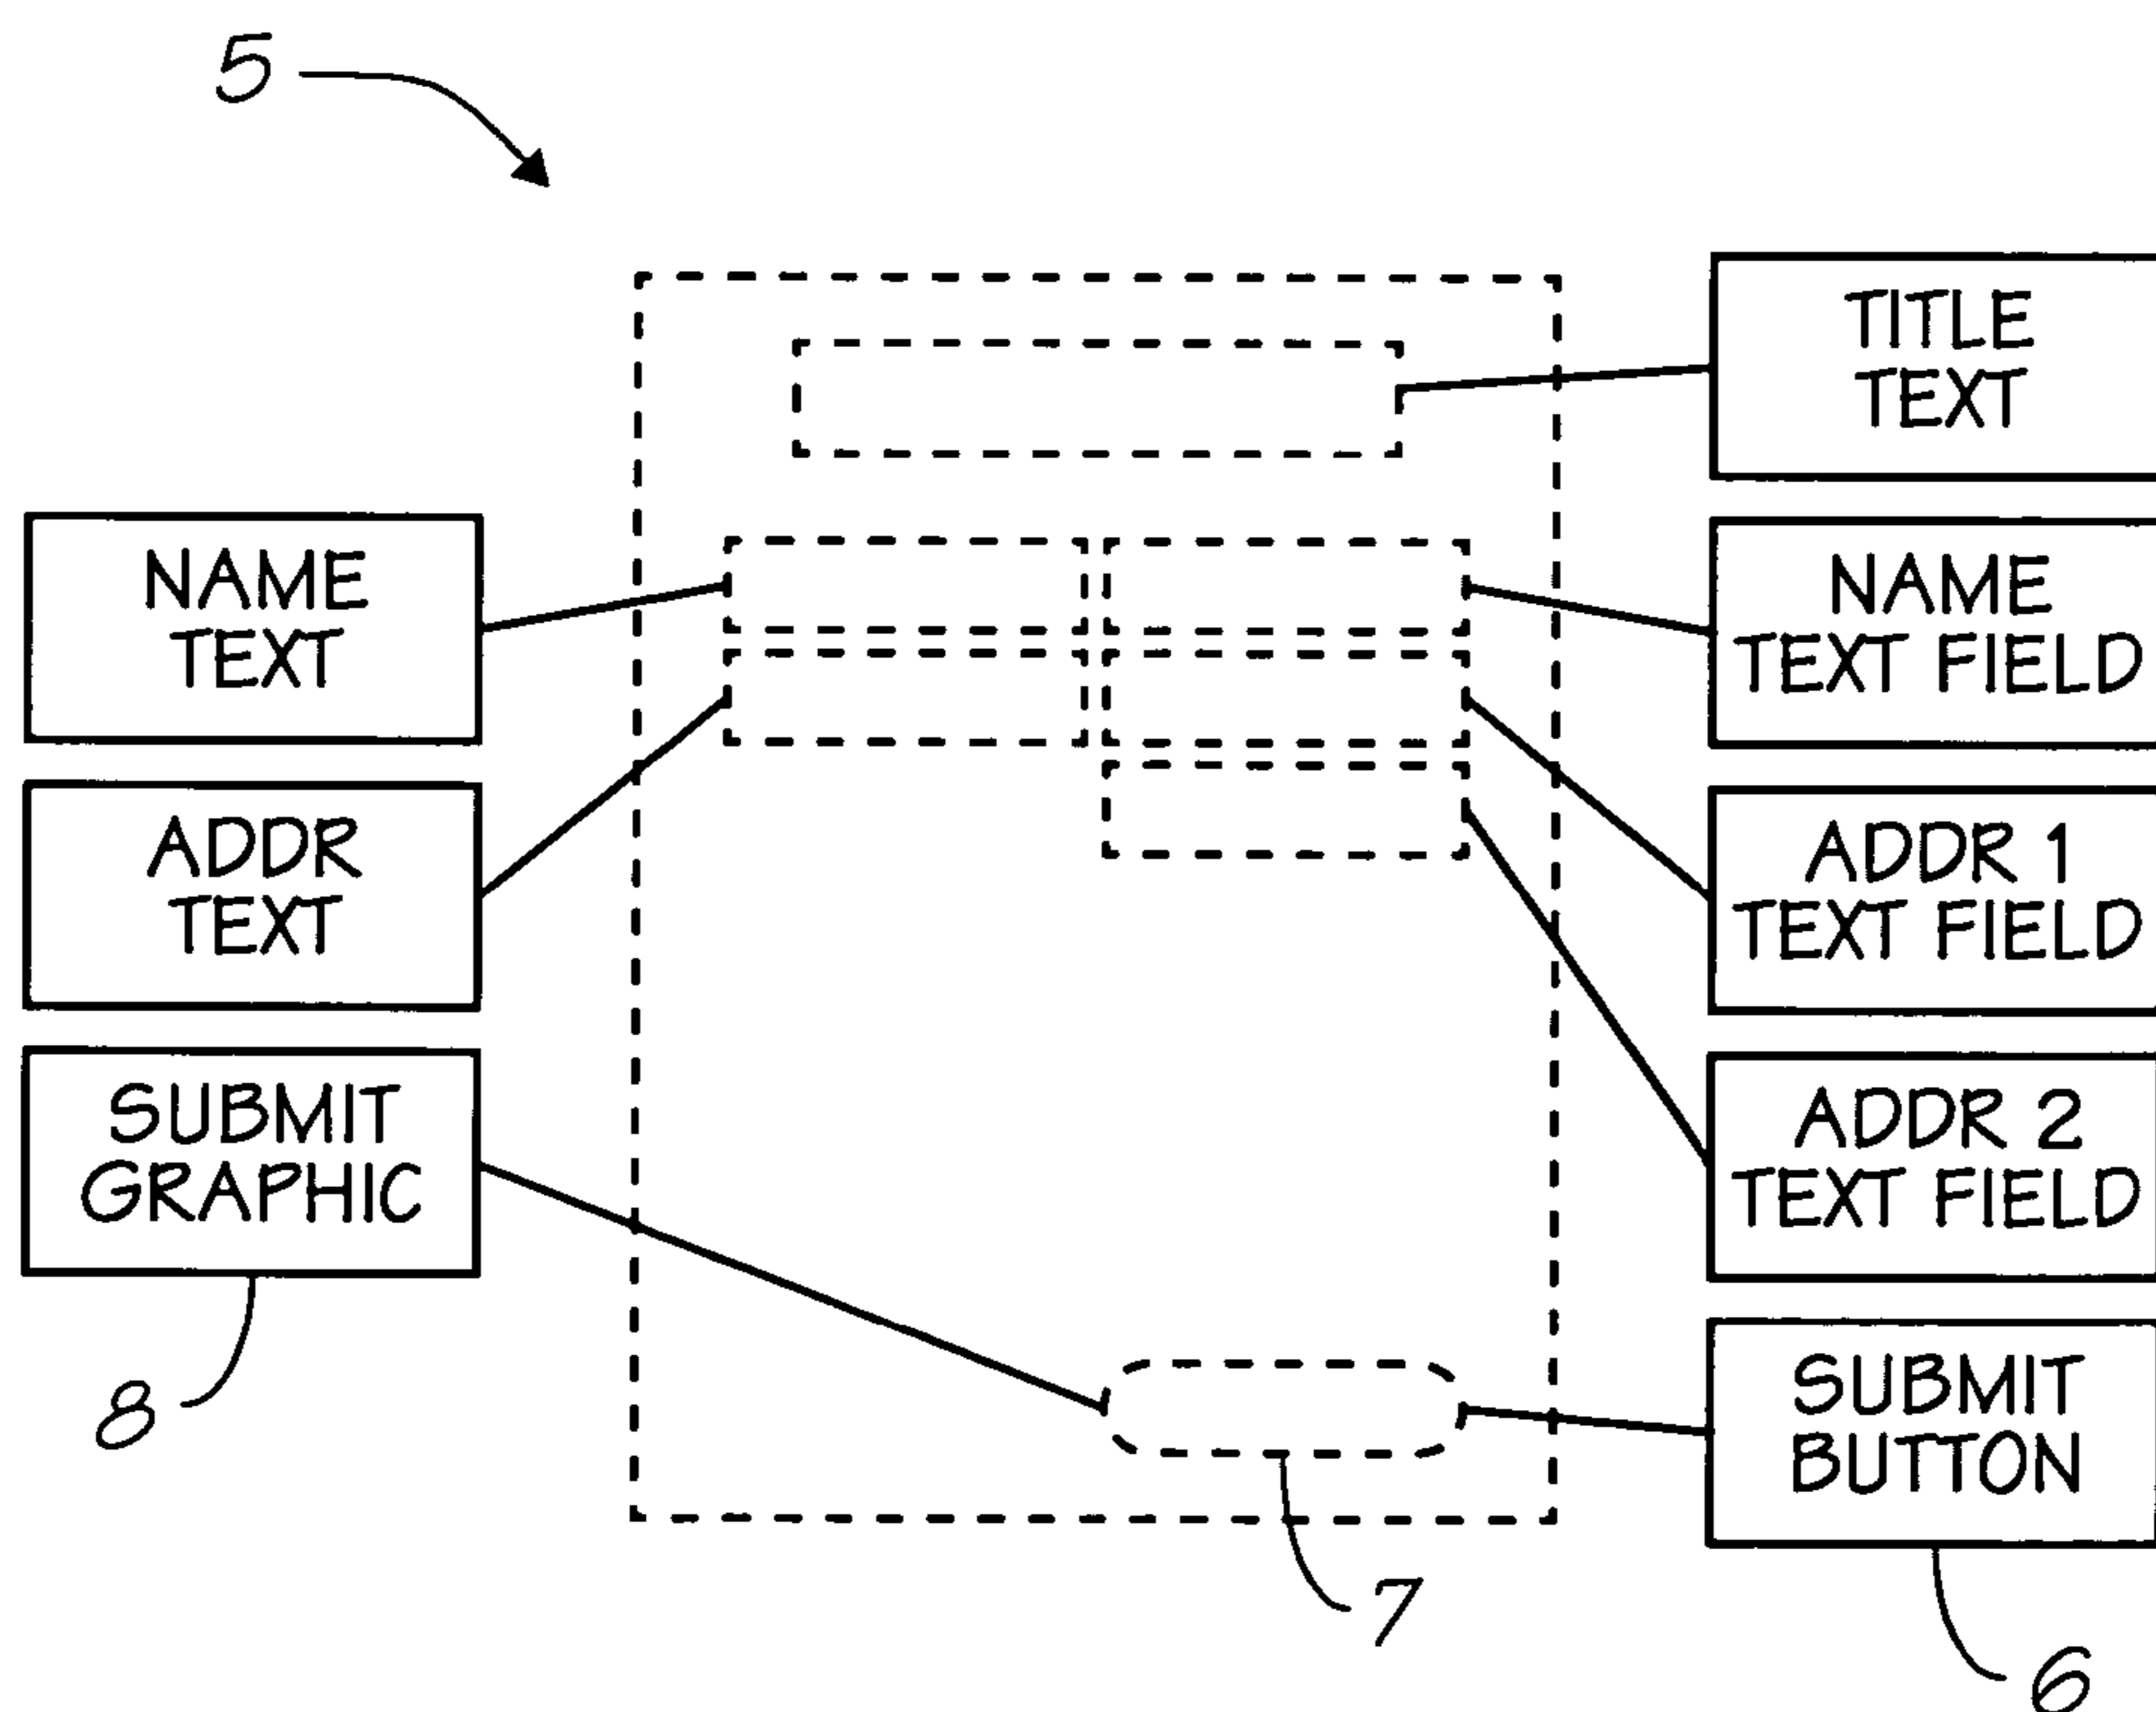 5
TITLE
TEXT
NAME
TEXT
NAME
TEXT FIELD
ADDR
TEXT
ADDR 1
TEXT FIELD
SUBMIT
GRAPHIC
ADDR 2
TEXT FIELD
8
SUBMIT
BUTTON
7
6